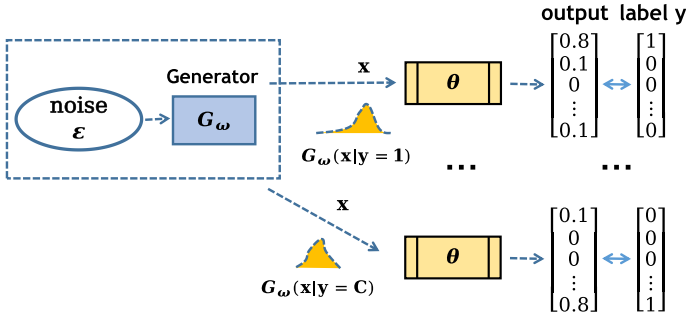 output label y
Generator
noise
ε
G_ω
x
θ
[0.8 0.1 0 ⋮ 0.1]
[1 0 0 ⋮ 0]
G_ω(x|y = 1)
... ...
x
θ
[0.1 0 0 ⋮ 0.8]
[0 0 0 ⋮ 1]
G_ω(x|y = C)